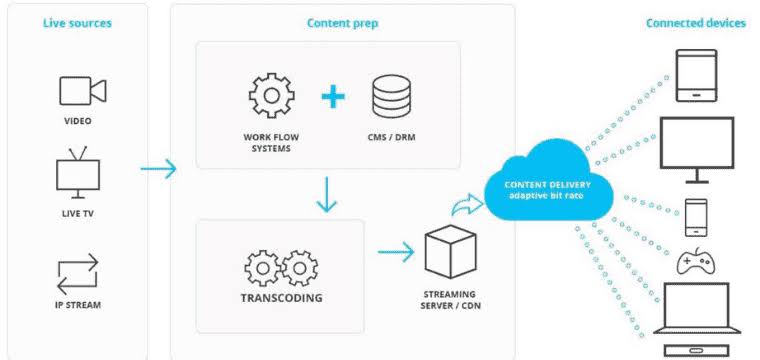 Live sources
VIDEO
LIVE TV
IP STREAM
Content prep
WORK FLOW
SYSTEMS
CMS / DRM
TRANSCODING
STREAMING
SERVER / CDN
CONTENT DELIVERY
adaptive bit rate
Connected devices